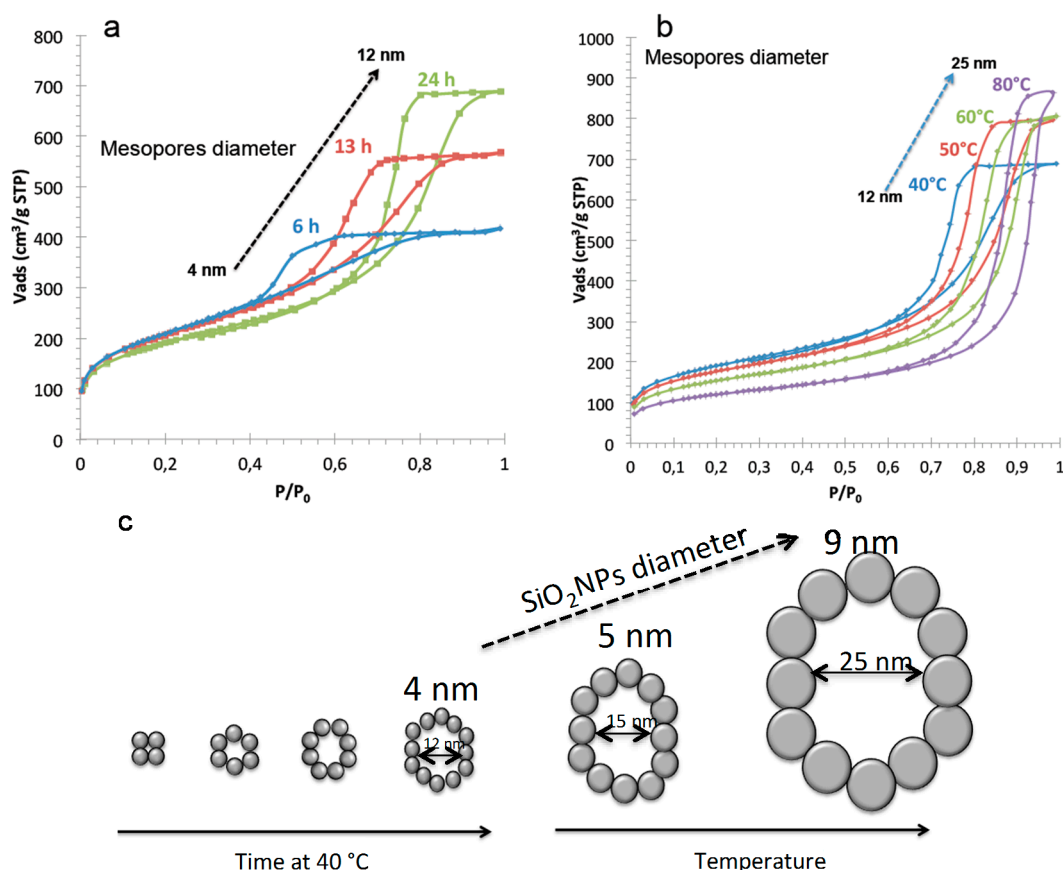 a
Vads (cm³/g STP)
800
700
600
500
400
300
200
100
0
0
0,2
0,4
0,6
0,8
1
P/P₀
Mesopores diameter
4 nm
12 nm
6 h
13 h
24 h
b
Vads (cm³/g STP)
1000
900
800
700
600
500
400
300
200
100
0
0
0,1
0,2
0,3
0,4
0,5
0,6
0,7
0,8
0,9
1
P/P₀
Mesopores diameter
12 nm
25 nm
40°C
50°C
60°C
80°C
c
SiO₂NPs diameter
4 nm
12 nm
5 nm
15 nm
9 nm
25 nm
Time at 40 °C
Temperature